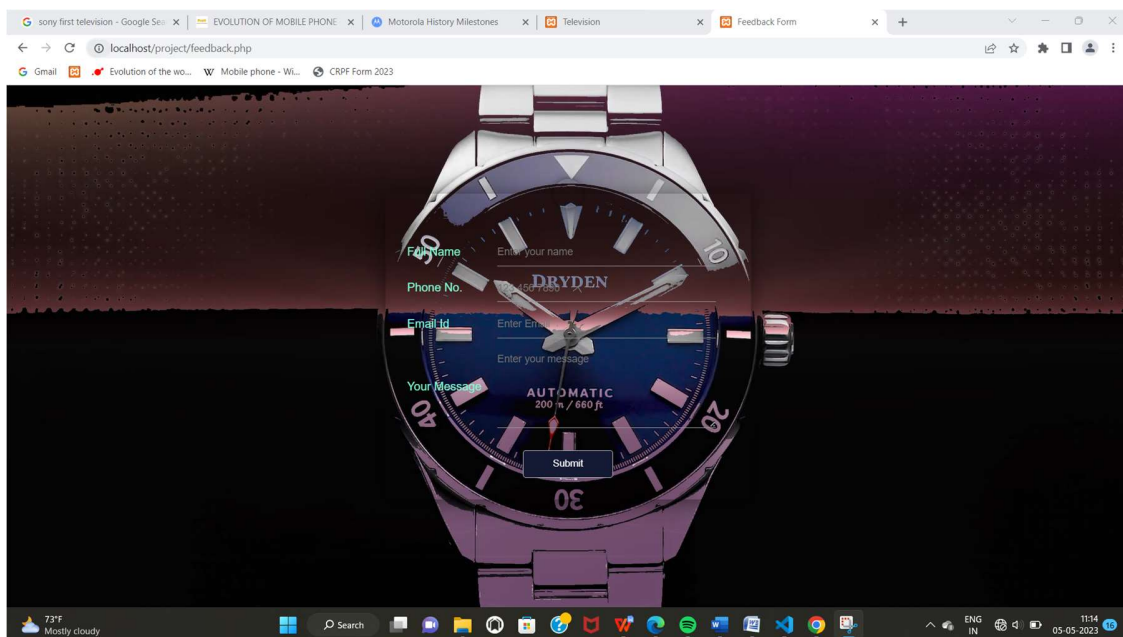 sony first television - Google Sea
EVOLUTION OF MOBILE PHONE
Motorola History Milestones
Television
Feedback Form
localhost/project/feedback.php
Gmail
Evolution of the wo...
W Mobile phone - Wi...
CRPF Form 2023
50
10
Full Name
Enter your name
DRYDEN
Phone No.
Email Id
Enter Email
Enter your message
Your Message
AUTOMATIC
200 m / 660 ft
40
20
Submit
30
73°F
Mostly cloudy
Search
ENG
IN
11:14
05-05-2023
16